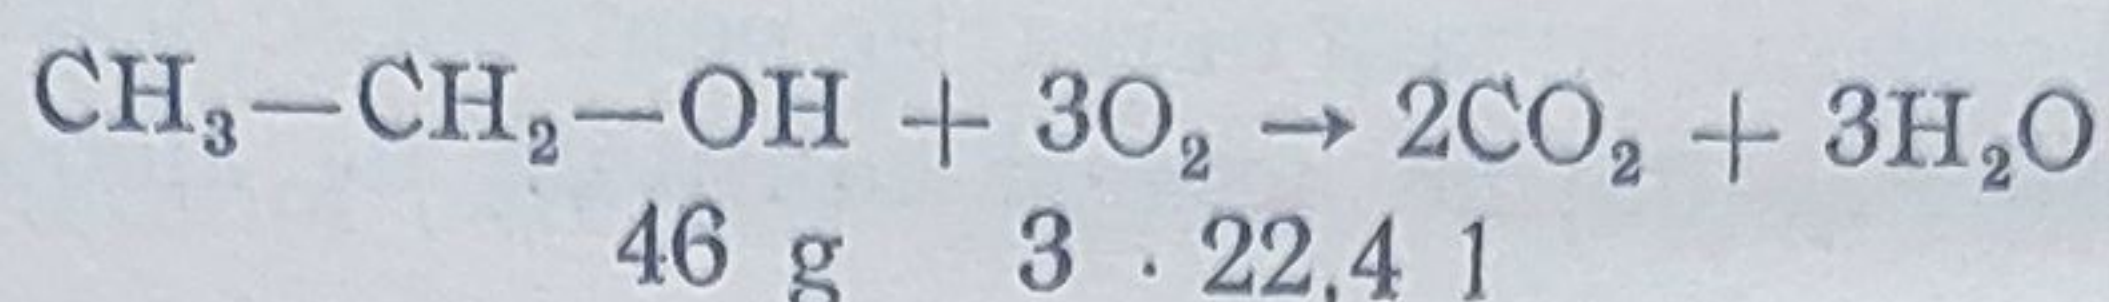 CH₃—CH₂—OH + 3O₂ → 2CO₂ + 3H₂O
46 g 3 · 22,4 l